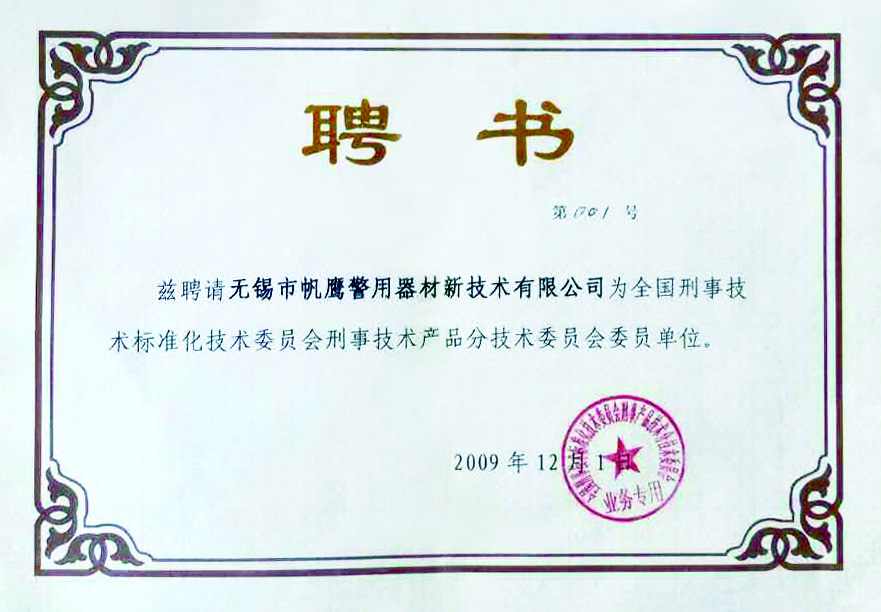 聘 书
第001号
兹聘请无锡市帆鹰警用器材新技术有限公司为全国刑事技
术标准化技术委员会刑事技术产品分技术委员会委员单位。
2009年12月1日
业务专用